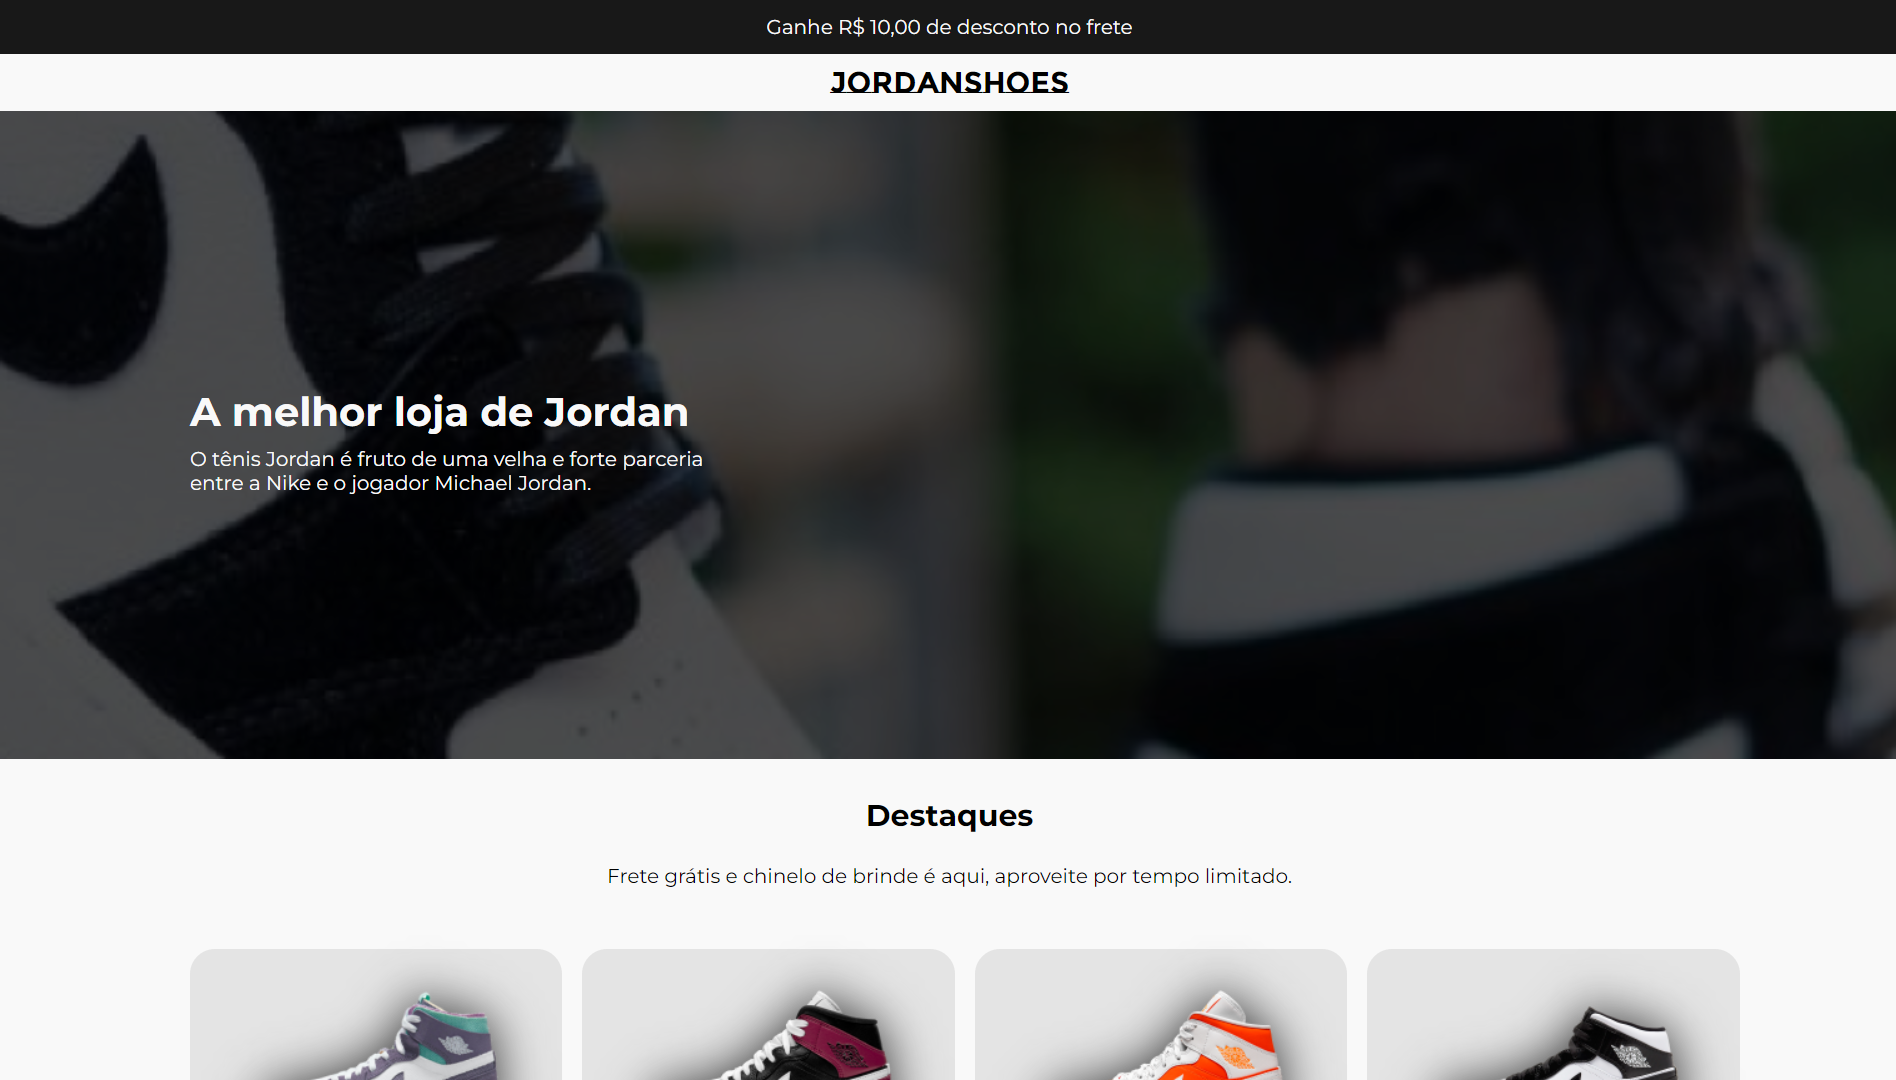 Ganhe R$ 10,00 de desconto no frete
JORDANSHOES
A melhor loja de Jordan
O tênis Jordan é fruto de uma velha e forte parceria
entre a Nike e o jogador Michael Jordan.
Destaques
Frete grátis e chinelo de brinde é aqui, aproveite por tempo limitado.